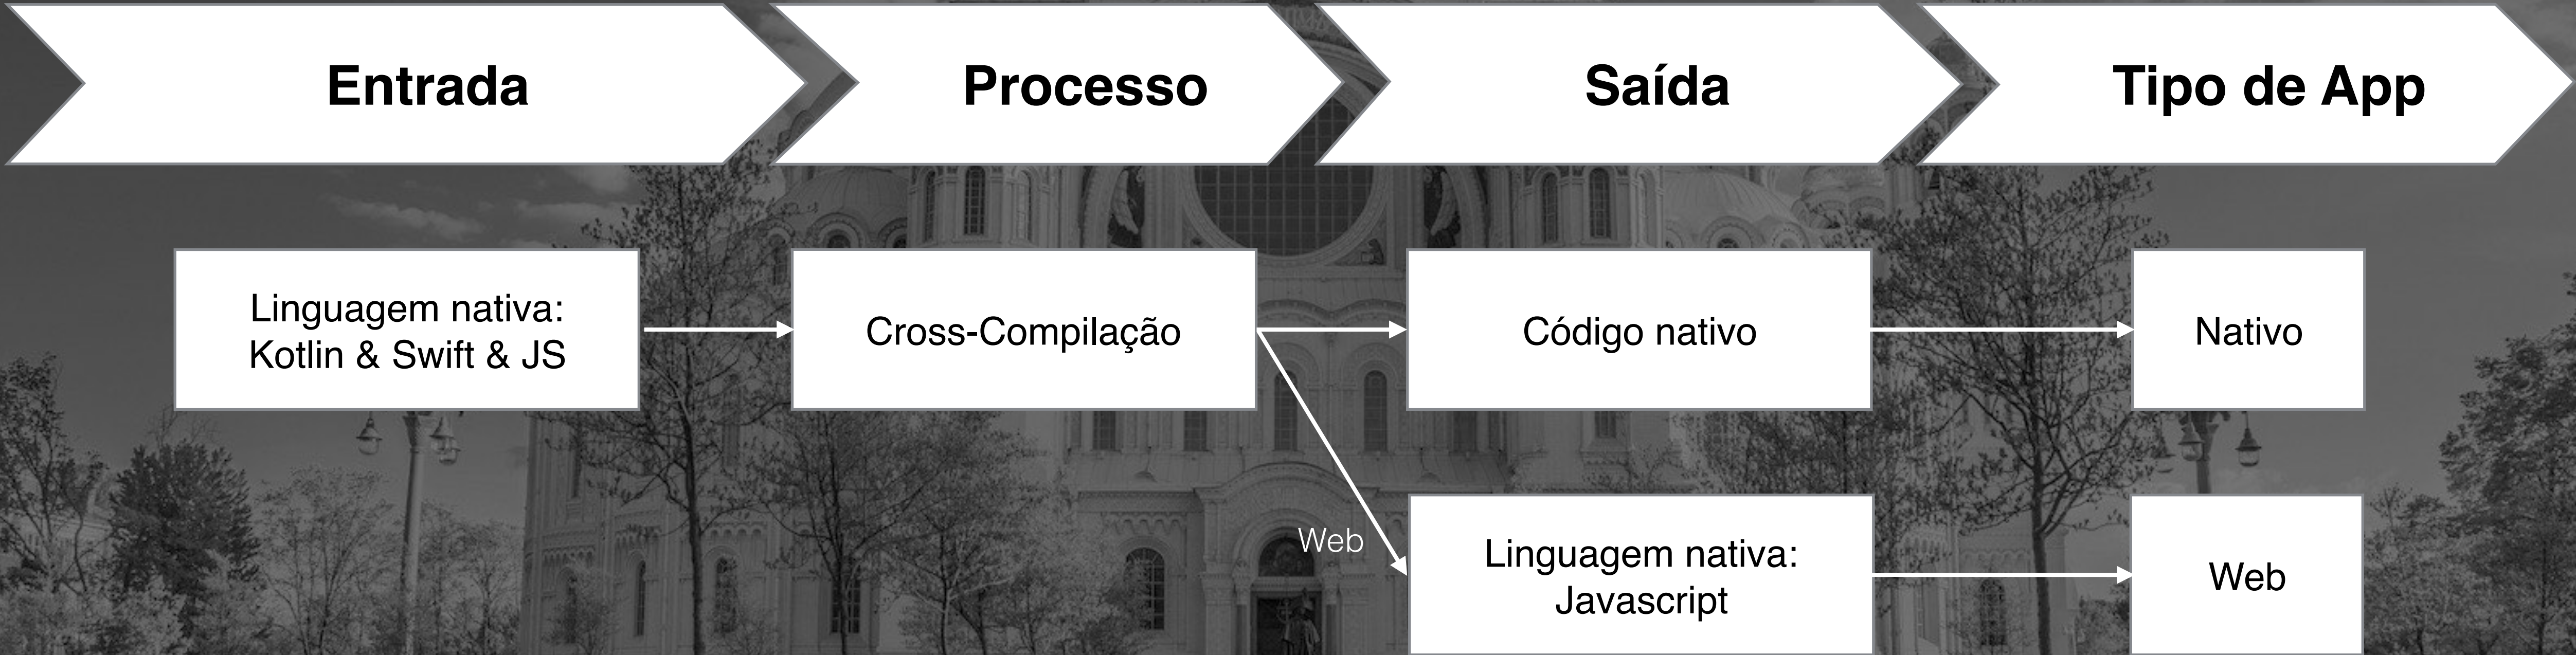 Entrada
Processo
Saída
Tipo de App
Linguagem nativa:
Kotlin & Swift & JS
Cross-Compilação
Código nativo
Nativo
Web
Linguagem nativa:
Javascript
Web